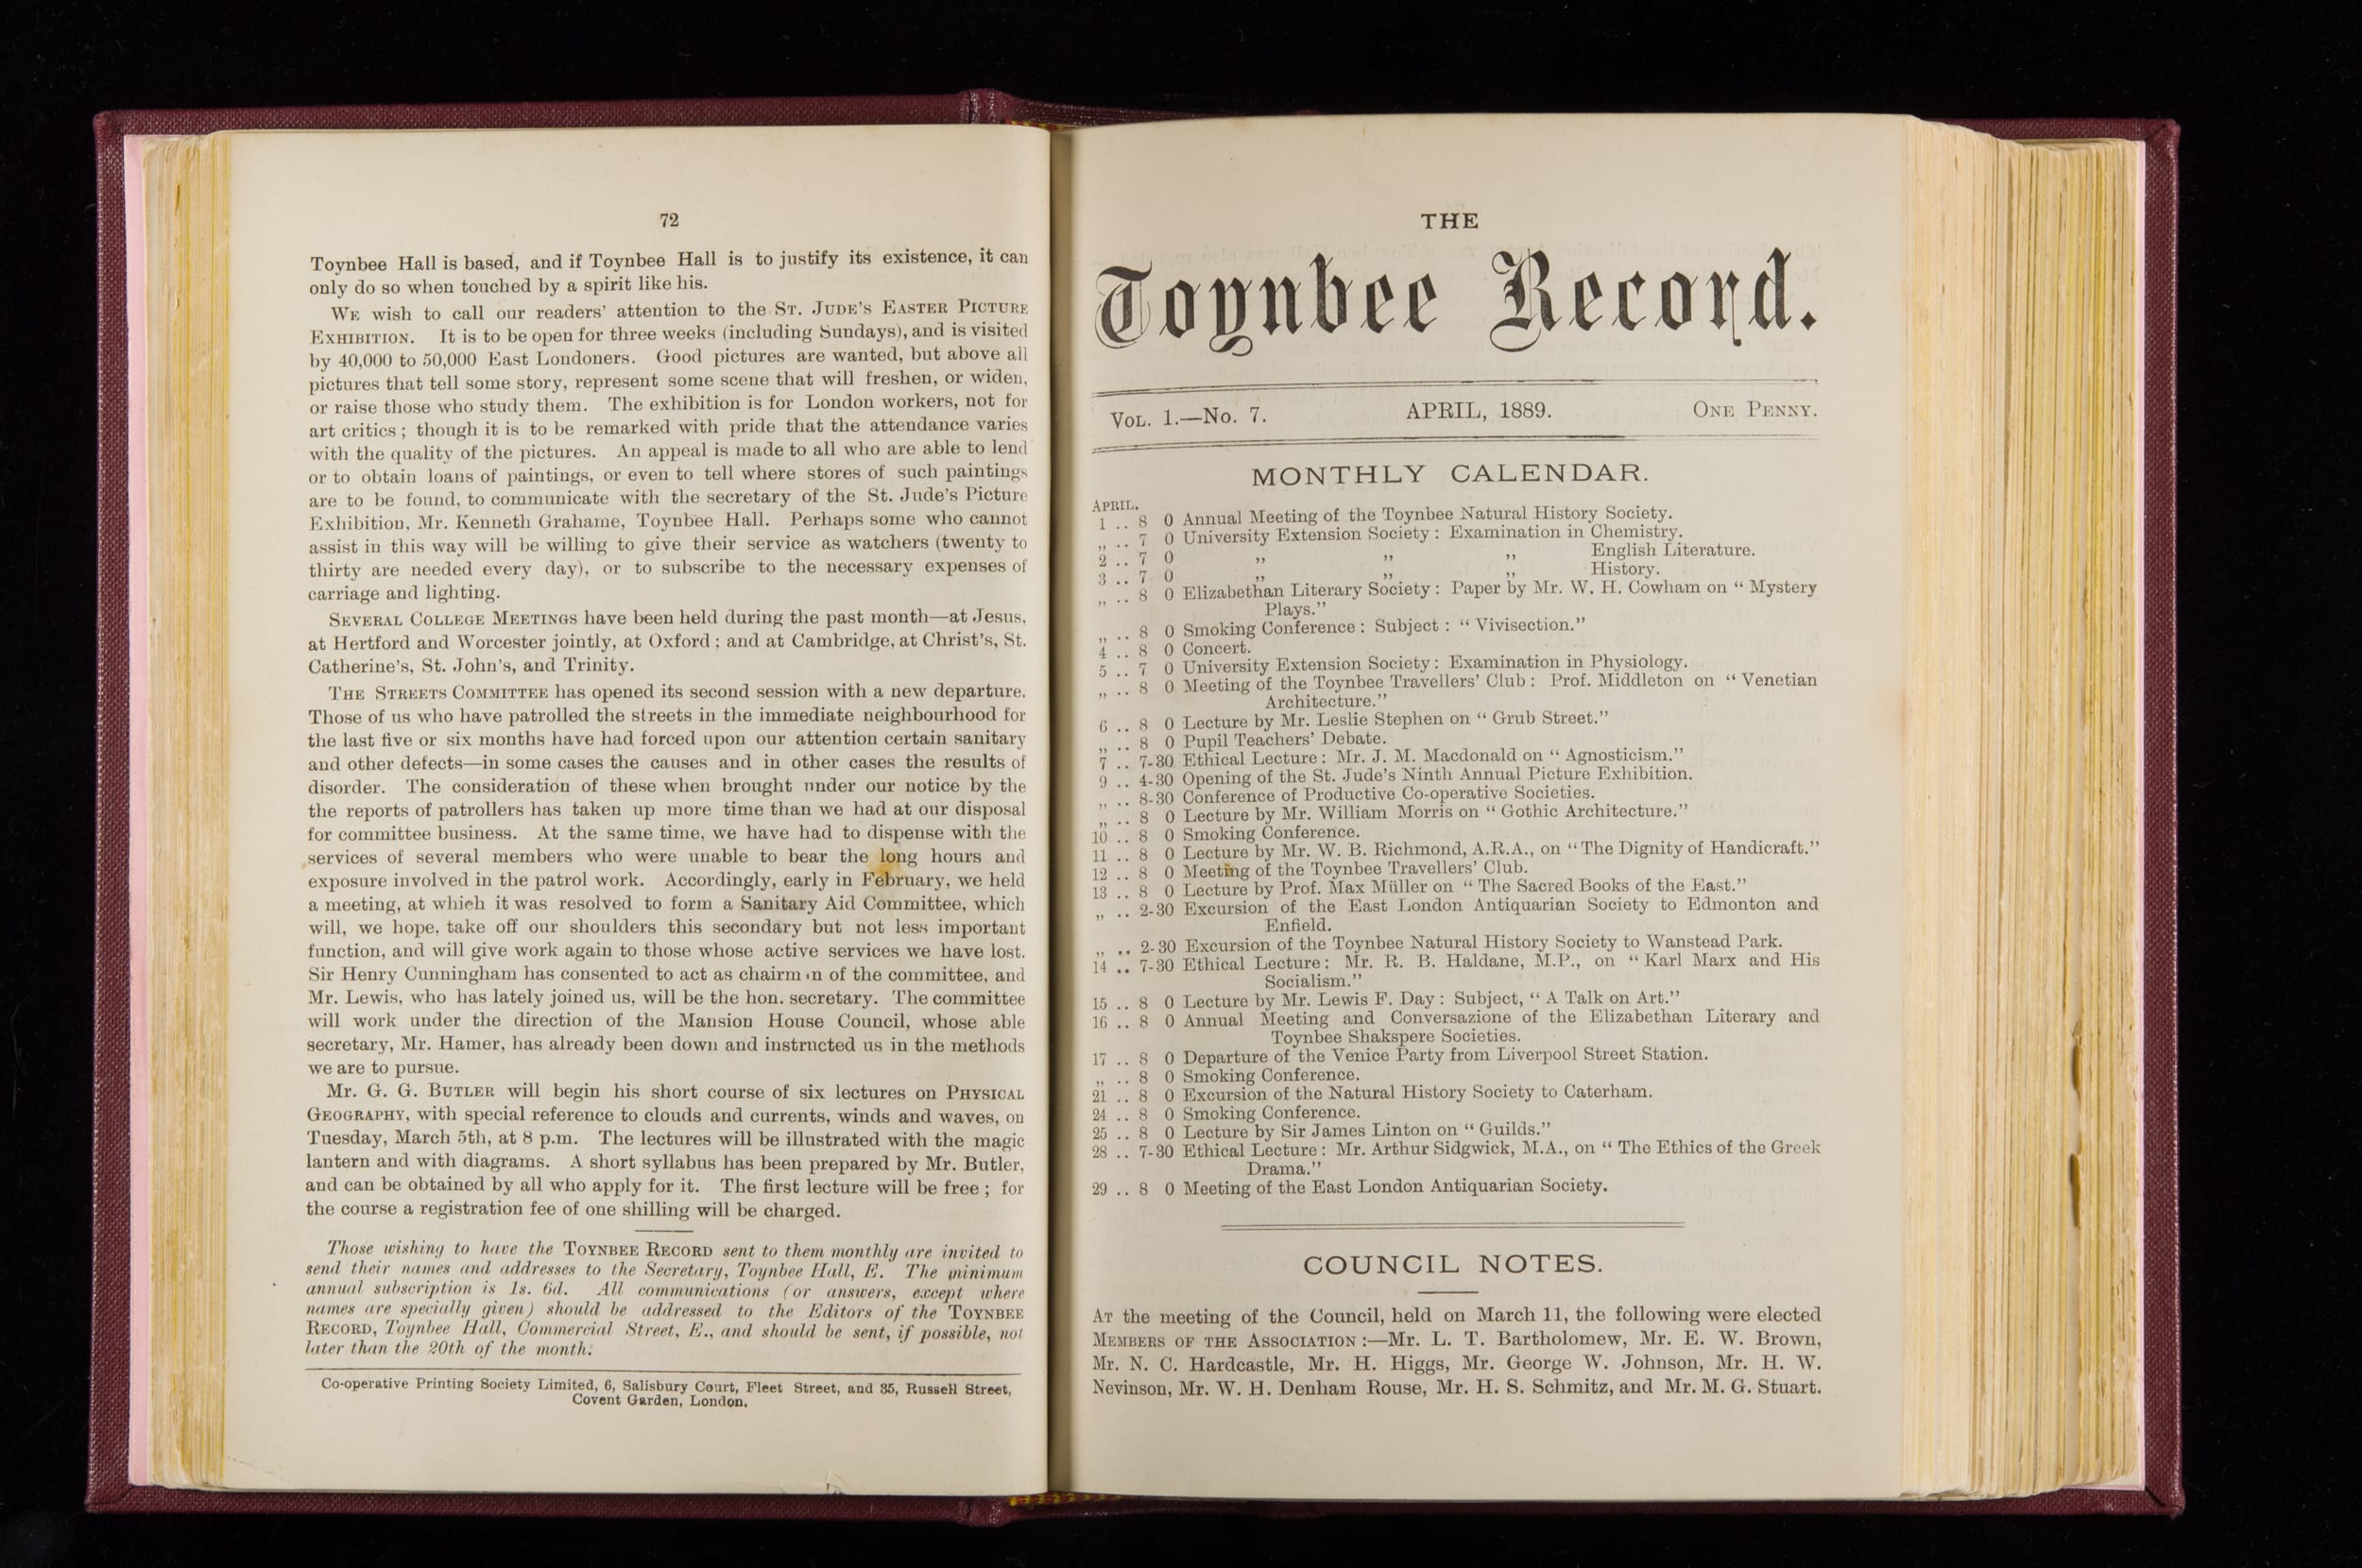 72
Toynbee Hall is based, and if Toynbee Hall is to justify its existence, it can
only do so when touched by a spirit like his.
WE wish to call our readers' attention to the ST. JUDE'S EASTER PICTURE
EXHIBITION. It is to be open for three weeks (including Sundays), and is visited
by 40,000 to 50,000 East Londoners. Good pictures are wanted, but above all
pictures that tell some story, represent some scene that will freshen, or widen,
or raise those who study them. The exhibition is for London workers, not for
art critics ; though it is to be remarked with pride that the attendance varies
with the quality of the pictures. An appeal is made to all who are able to lend
or to obtain loans of paintings, or even to tell where stores of such paintings
are to be found, to communicate with the secretary of the St. Jude's Picture
Exhibition, Mr. Kenneth Grahame, Toynbee Hall. Perhaps some who cannot
assist in this way will be willing to give their service as watchers (twenty to
thirty are needed every day), or to subscribe to the necessary expenses of
carriage and lighting.
SEVERAL COLLEGE MEETINGS have been held during the past month—at Jesus,
at Hertford and Worcester jointly, at Oxford ; and at Cambridge, at Christ's, St.
Catherine's, St. John's, and Trinity.
THE STREETS COMMITTEE has opened its second session with a new departure.
Those of us who have patrolled the streets in the immediate neighbourhood for
the last five or six months have had forced upon our attention certain sanitary
and other defects—in some cases the causes and in other cases the results of
disorder. The consideration of these when brought under our notice by the
the reports of patrollers has taken up more time than we had at our disposal
for committee business. At the same time, we have had to dispense with the
services of several members who were unable to bear the long hours and
exposure involved in the patrol work. Accordingly, early in February, we held
a meeting, at which it was resolved to form a Sanitary Aid Committee, which
will, we hope, take off our shoulders this secondary but not less important
function, and will give work again to those whose active services we have lost.
Sir Henry Cunningham has consented to act as chairm n of the committee, and
Mr. Lewis, who has lately joined us, will be the hon. secretary. The committee
will work under the direction of the Mansion House Council, whose able
secretary, Mr. Hamer, has already been down and instructed us in the methods
we are to pursue.
Mr. G. G. BUTLER will begin his short course of six lectures on PHYSICAL
GEOGRAPHY, with special reference to clouds and currents, winds and waves, on
Tuesday, March 5th, at 8 p.m. The lectures will be illustrated with the magic
lantern and with diagrams. A short syllabus has been prepared by Mr. Butler,
and can be obtained by all who apply for it. The first lecture will be free ; for
the course a registration fee of one shilling will be charged.
Those wishing to have the TOYNBEE RECORD sent to them monthly are invited to
send their names and addresses to the Secretary, Toynbee Hall, E. The minimum
annual subscription is 1s. 6d. All communications (or answers, except where
names are specially given) should be addressed to the Editors of the TOYNBEE
RECORD, Toynbee Hall, Commercial Street, E., and should be sent, if possible, not
later than the 20th of the month.
Co-operative Printing Society Limited, 6, Salisbury Court, Fleet Street, and 35, Russell Street,
Covent Garden, London.
THE
Toynbee Record.
VOL. 1.—No. 7. APRIL, 1889. ONE PENNY.
MONTHLY CALENDAR.
APRIL.
1 .. 8 0 Annual Meeting of the Toynbee Natural History Society.
„ .. 7 0 University Extension Society : Examination in Chemistry.
2 .. 7 0 „ „ „ English Literature.
3 .. 7 0 „ „ „ History.
„ .. 8 0 Elizabethan Literary Society : Paper by Mr. W. H. Cowham on “ Mystery
Plays.”
„ .. 8 0 Smoking Conference : Subject : “ Vivisection.”
4 .. 8 0 Concert.
5 .. 7 0 University Extension Society : Examination in Physiology.
„ .. 8 0 Meeting of the Toynbee Travellers' Club : Prof. Middleton on “ Venetian
Architecture.”
6 .. 8 0 Lecture by Mr. Leslie Stephen on “ Grub Street.”
„ .. 8 0 Pupil Teachers' Debate.
7 .. 7-30 Ethical Lecture : Mr. J. M. Macdonald on “ Agnosticism.”
9 .. 4-30 Opening of the St. Jude's Ninth Annual Picture Exhibition.
„ .. 8-30 Conference of Productive Co-operative Societies.
„ .. 8 0 Lecture by Mr. William Morris on “ Gothic Architecture.”
10 .. 8 0 Smoking Conference.
11 .. 8 0 Lecture by Mr. W. B. Richmond, A.R.A., on “ The Dignity of Handicraft.”
12 .. 8 0 Meeting of the Toynbee Travellers' Club.
13 .. 8 0 Lecture by Prof. Max Müller on “ The Sacred Books of the East.”
„ .. 2-30 Excursion of the East London Antiquarian Society to Edmonton and
Enfield.
„ .. 2-30 Excursion of the Toynbee Natural History Society to Wanstead Park.
14 .. 7-30 Ethical Lecture : Mr. R. B. Haldane, M.P., on “ Karl Marx and His
Socialism.”
15 .. 8 0 Lecture by Mr. Lewis F. Day : Subject, “ A Talk on Art.”
16 .. 8 0 Annual Meeting and Conversazione of the Elizabethan Literary and
Toynbee Shakspere Societies.
17 .. 8 0 Departure of the Venice Party from Liverpool Street Station.
„ .. 8 0 Smoking Conference.
21 .. 8 0 Excursion of the Natural History Society to Caterham.
24 .. 8 0 Smoking Conference.
25 .. 8 0 Lecture by Sir James Linton on “ Guilds.”
28 .. 7-30 Ethical Lecture : Mr. Arthur Sidgwick, M.A., on “ The Ethics of the Greek
Drama.”
29 .. 8 0 Meeting of the East London Antiquarian Society.
COUNCIL NOTES.
AT the meeting of the Council, held on March 11, the following were elected
MEMBERS OF THE ASSOCIATION :—Mr. L. T. Bartholomew, Mr. E. W. Brown,
Mr. N. C. Hardcastle, Mr. H. Higgs, Mr. George W. Johnson, Mr. H. W.
Nevinson, Mr. W. H. Denham Rouse, Mr. H. S. Schmitz, and Mr. M. G. Stuart.